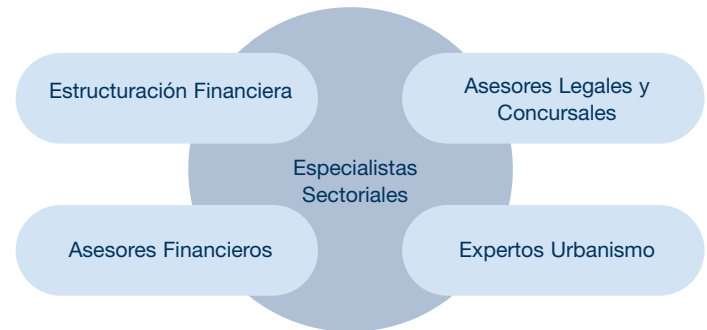 Estructuración Financiera
Asesores Legales y
Concursales
Especialistas
Sectoriales
Asesores Financieros
Expertos Urbanismo